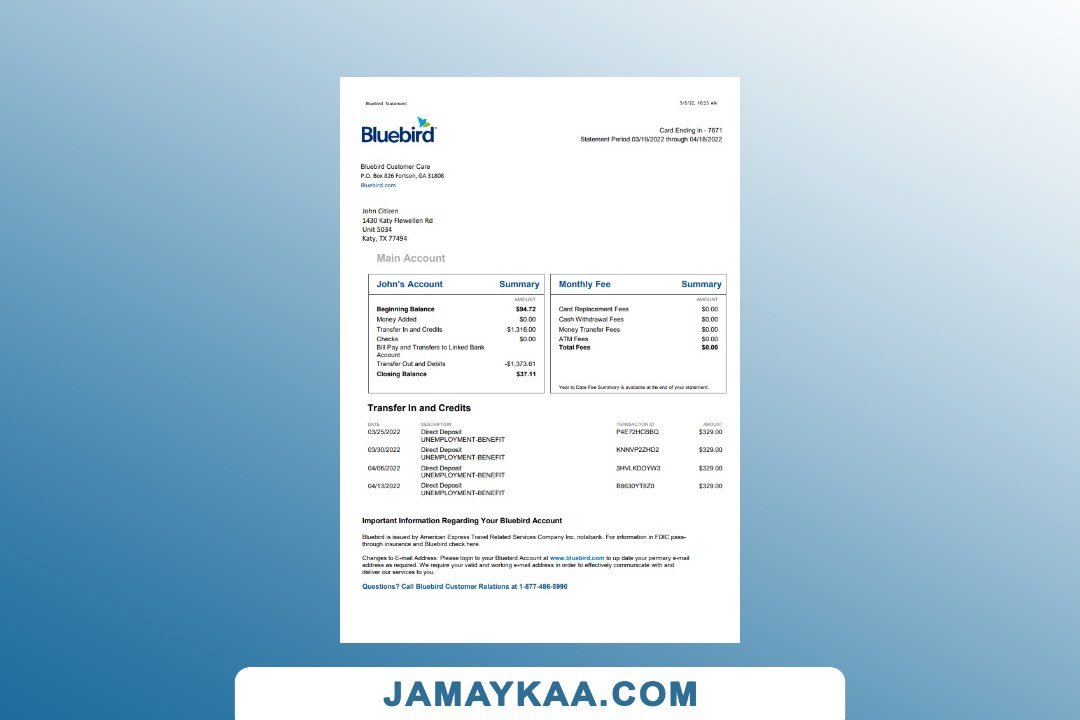 Bluebird Statement
5/5/22, 10:23 AM
Bluebird
Card Ending in - 7671
Statement Period 03/19/2022 through 04/18/2022
Bluebird Customer Care
P.O. Box 826 Fortson, GA 31808
Bluebird.com
John Citizen
1430 Katy Flewellen Rd
Unit 5034
Katy, TX 77494
Main Account
John's Account Summary
AMOUNT
Beginning Balance $94.72
Money Added $0.00
Transfer In and Credits $1,316.00
Checks $0.00
Bill Pay and Transfers to Linked Bank
Account
Transfer Out and Debits -$1,373.61
Closing Balance $37.11
Monthly Fee Summary
AMOUNT
Card Replacement Fees $0.00
Cash Withdrawal Fees $0.00
Money Transfer Fees $0.00
ATM Fees $0.00
Total Fees $0.00
Year to Date Fee Summary is available at the end of your statement.
Transfer In and Credits
DATE DESCRIPTION TRANSACTION ID AMOUNT
03/25/2022 Direct Deposit P4E72HCBBQ $329.00
UNEMPLOYMENT-BENEFIT
03/30/2022 Direct Deposit KNNVP2ZHD2 $329.00
UNEMPLOYMENT-BENEFIT
04/06/2022 Direct Deposit 3HVLKDOYW3 $329.00
UNEMPLOYMENT-BENEFIT
04/13/2022 Direct Deposit B8630YT8Z0 $329.00
UNEMPLOYMENT-BENEFIT
Important Information Regarding Your Bluebird Account
Bluebird is issued by American Express Travel Related Services Company Inc. notabank. For information in FDIC pass-
through insurance and Bluebird check here.
Changes to E-mail Address: Please login to your Bluebird Account at www.bluebird.com to up date your permary e-mail
address as required. We require your valid and working e-mail address in order to effectively communicate with and
deliver our services to you.
Questions? Call Bluebird Customer Relations at 1-877-486-5990
JAMAYKAA.COM